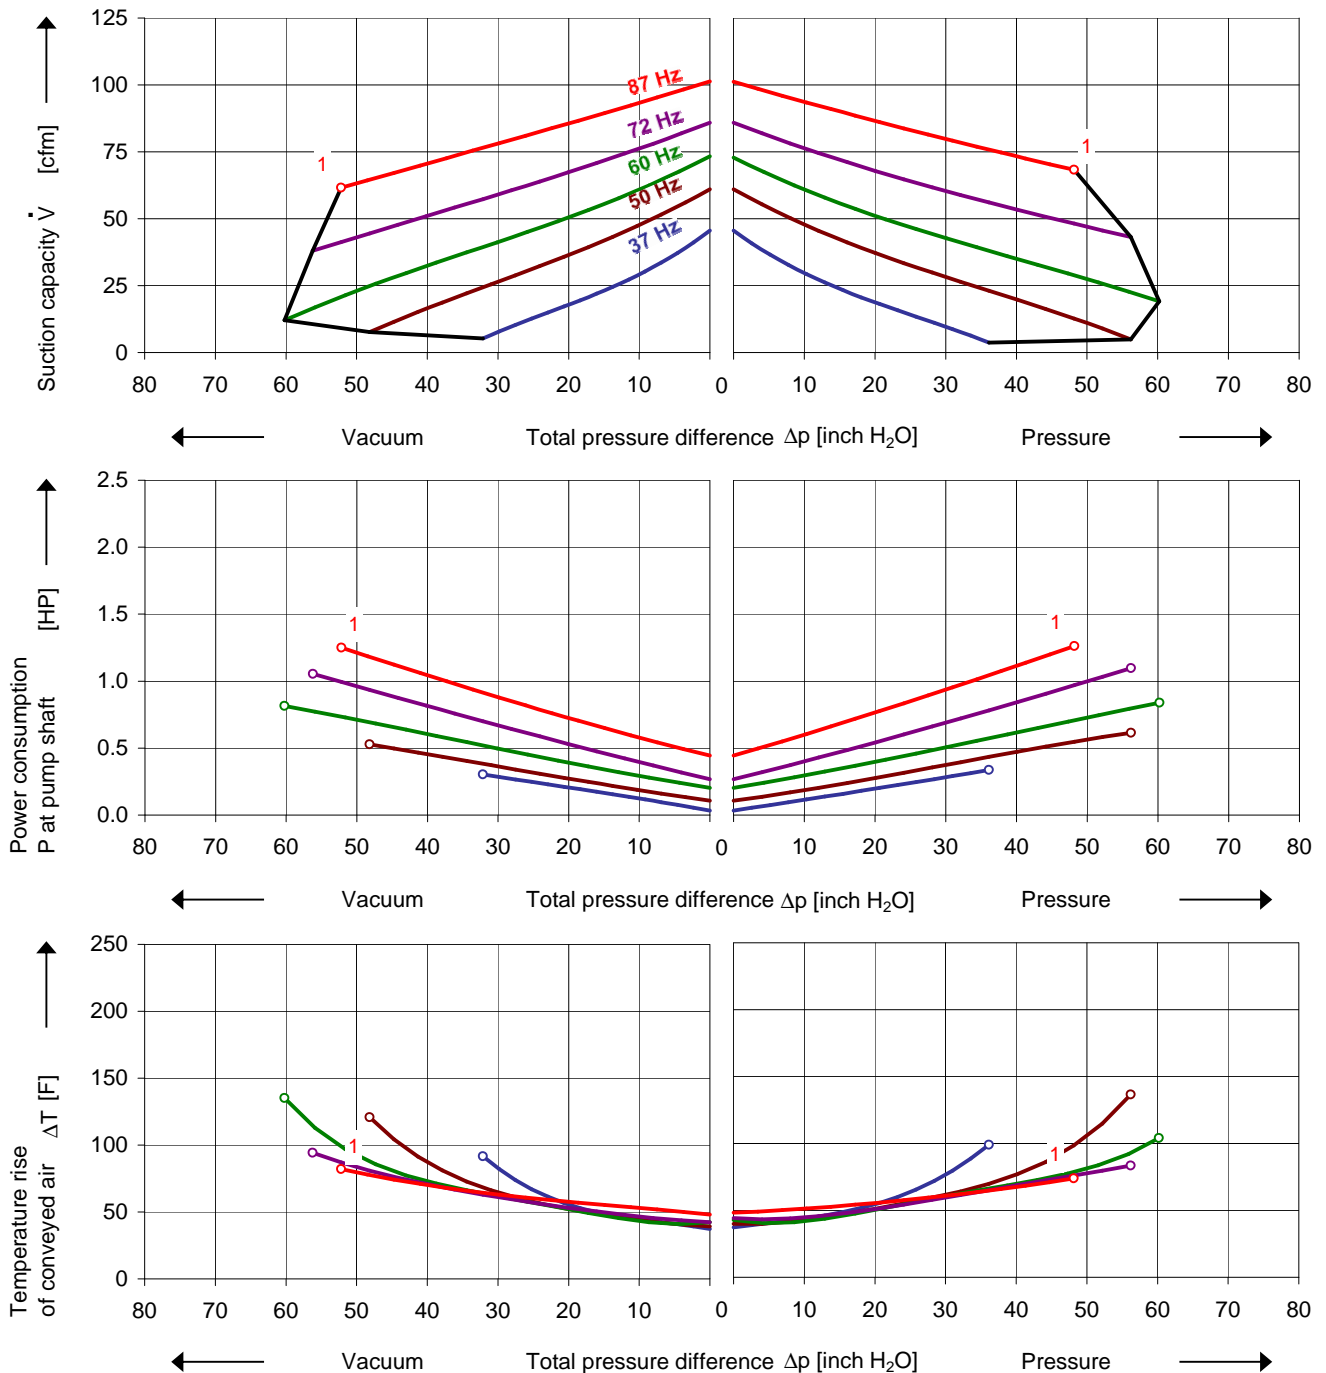 Suction capacity V̇ [cfm]
125
100
75
50
25
0
87 Hz
72 Hz
60 Hz
50 Hz
37 Hz
1
1
80 70 60 50 40 30 20 10 0 10 20 30 40 50 60 70 80
Vacuum Total pressure difference Δp [inch H₂O] Pressure
Power consumption
P at pump shaft [HP]
2.5
2.0
1.5
1.0
0.5
0.0
1
1
80 70 60 50 40 30 20 10 0 10 20 30 40 50 60 70 80
Vacuum Total pressure difference Δp [inch H₂O] Pressure
Temperature rise
of conveyed air ΔT [F]
250
200
150
100
50
0
1
1
80 70 60 50 40 30 20 10 0 10 20 30 40 50 60 70 80
Vacuum Total pressure difference Δp [inch H₂O] Pressure